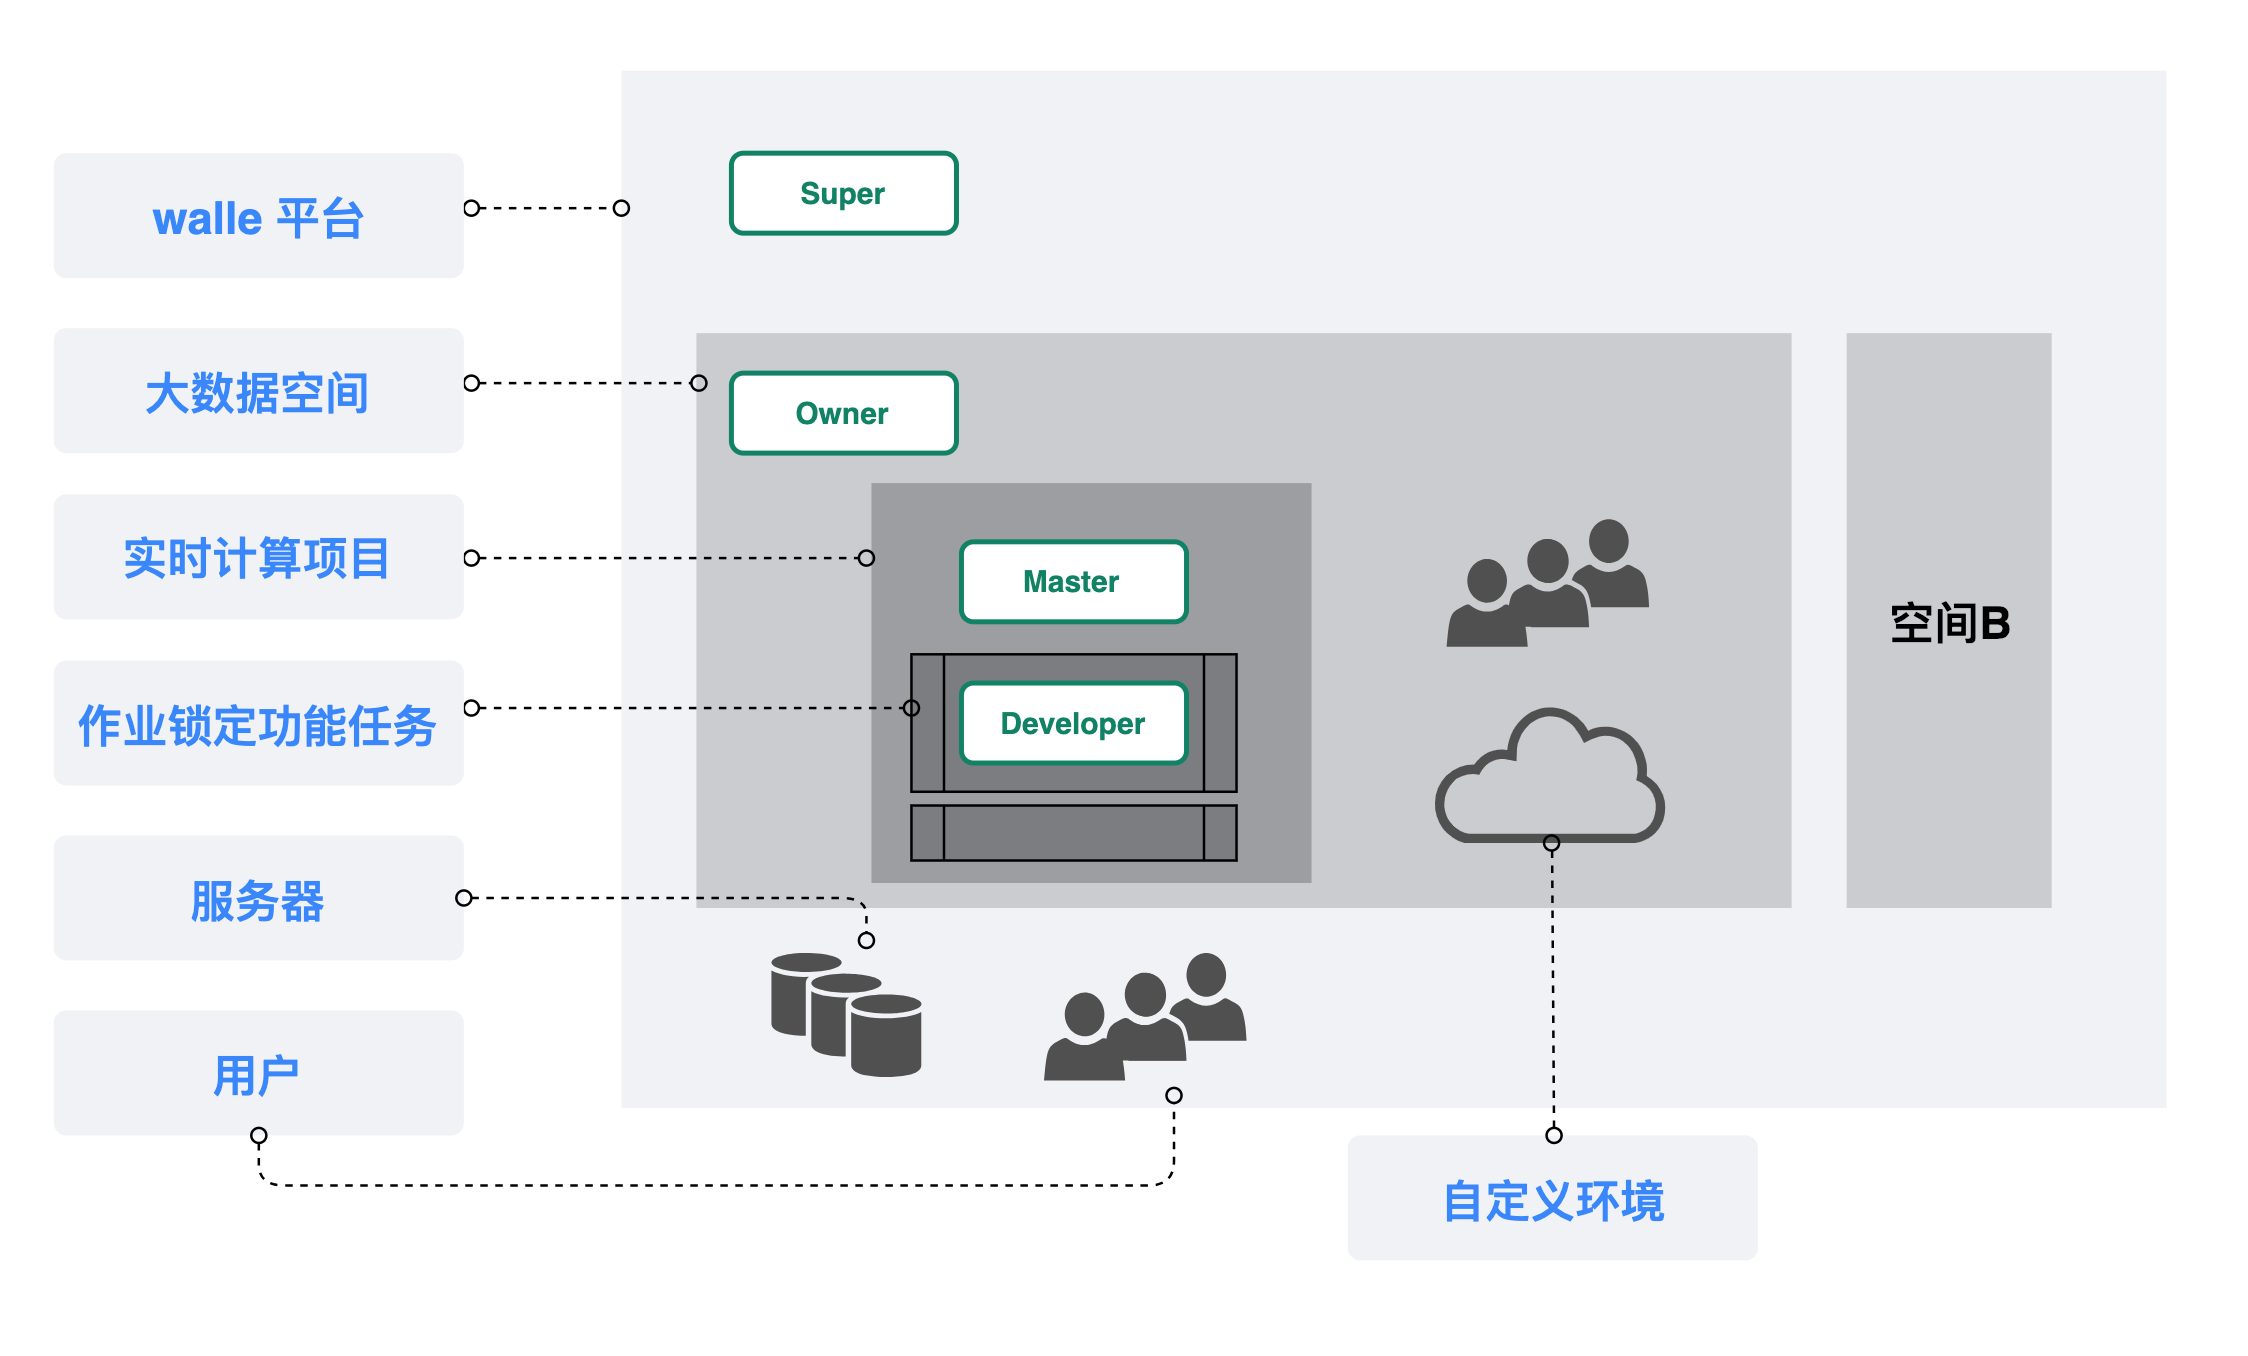 walle 平台
Super
大数据空间
Owner
实时计算项目
Master
空间B
作业锁定功能任务
Developer
服务器
用户
自定义环境